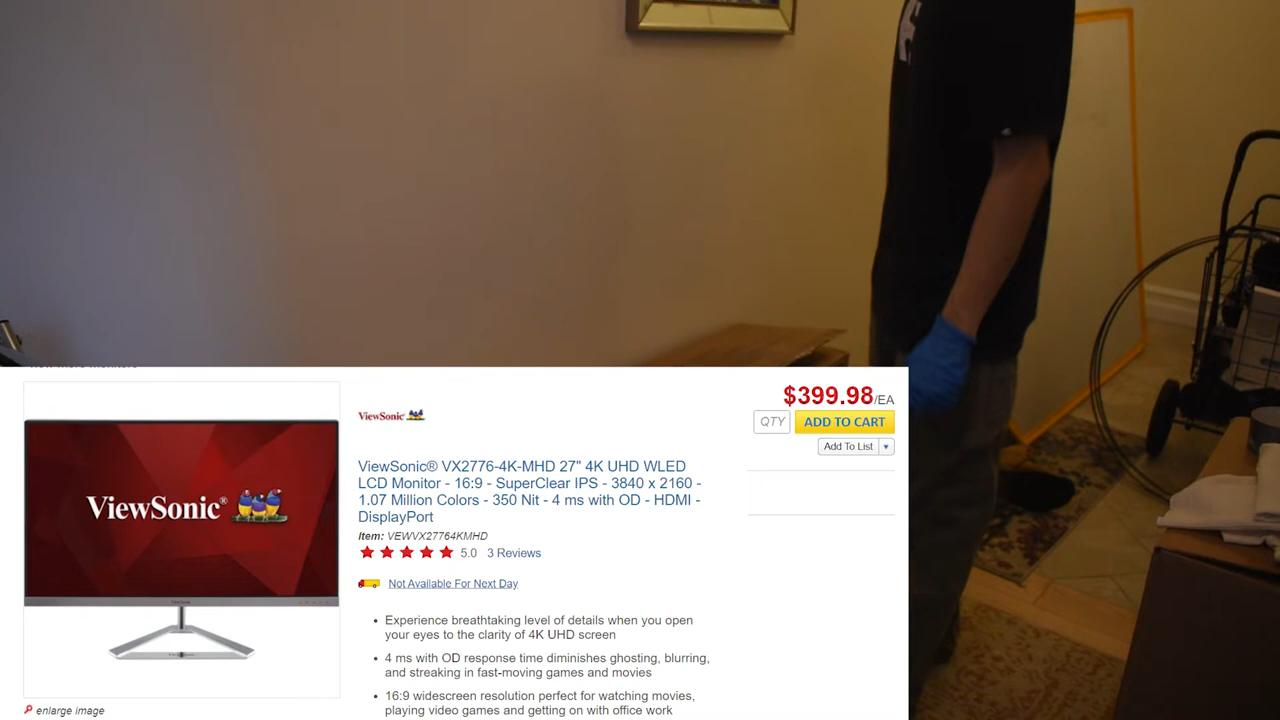 $399.98/EA
ViewSonic
QTY
ADD TO CART
Add To List
ViewSonic® VX2776-4K-MHD 27" 4K UHD WLED
LCD Monitor - 16:9 - SuperClear IPS - 3840 x 2160 -
1.07 Million Colors - 350 Nit - 4 ms with OD - HDMI -
DisplayPort
Item: VEWVX27764KMHD
5.0 3 Reviews
ViewSonic®
Not Available For Next Day
Experience breathtaking level of details when you open
your eyes to the clarity of 4K UHD screen
4 ms with OD response time diminishes ghosting, blurring,
and streaking in fast-moving games and movies
16:9 widescreen resolution perfect for watching movies,
playing video games and getting on with office work
enlarge image